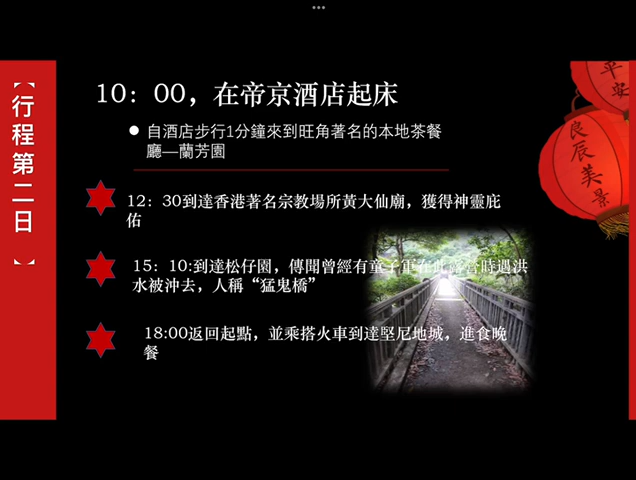 【行程第二日】
10：00，在帝京酒店起床
自酒店步行1分鐘來到旺角著名的本地茶餐
廳—蘭芳園
12：30到達香港著名宗教場所黃大仙廟，獲得神靈庇
佑
15：10:到達松仔園，傳聞曾經有童子軍在此露營時遇洪
水被沖去，人稱“猛鬼橋”
18:00返回起點，並乘搭火車到達堅尼地城，進食晚
餐
平安
良辰美景